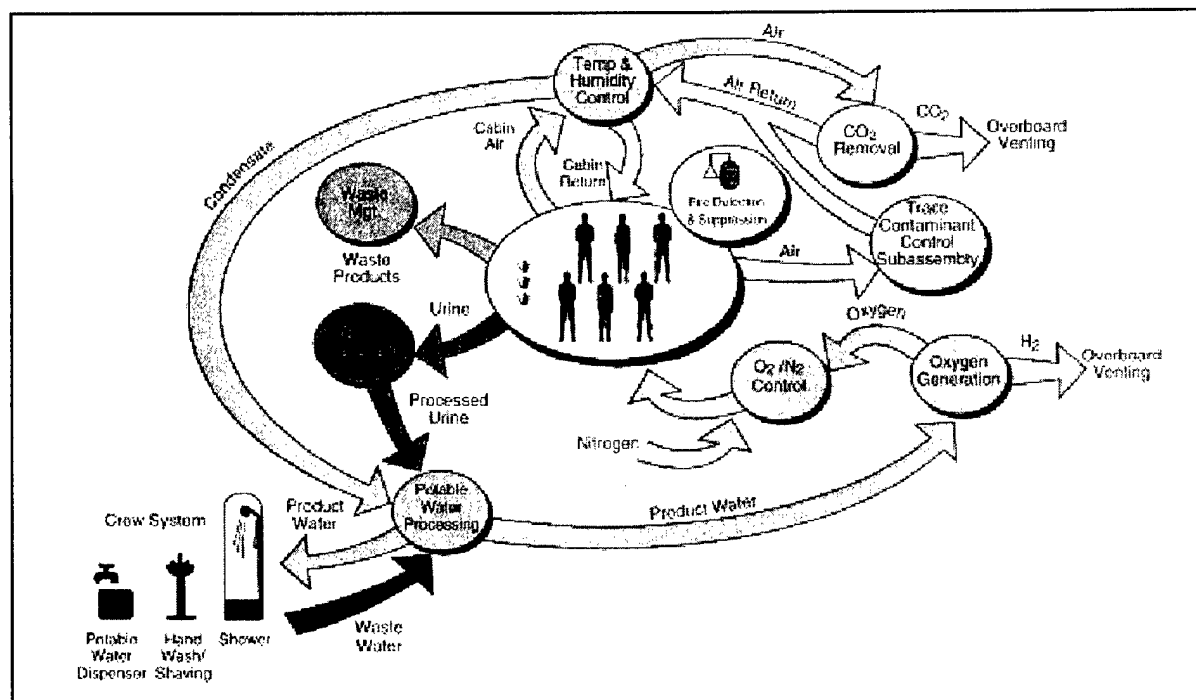 Air
Temp &
Humidity
Control
Air Return
CO2
Overboard
Venting
CO2
Removal
Cabin
Air
Cabin
Return
Condensate
Waste
Mgt.
Fire Detection
& Suppression
Trace
Contaminant
Control
Subassembly
Waste
Products
Air
Urine
Oxygen
O2/N2
Control
Oxygen
Generation
H2
Overboard
Venting
Processed
Urine
Nitrogen
Potable
Water
Processing
Product Water
Product
Water
Crew System
Waste
Water
Potable
Water
Dispenser
Hand
Wash/
Shaving
Shower